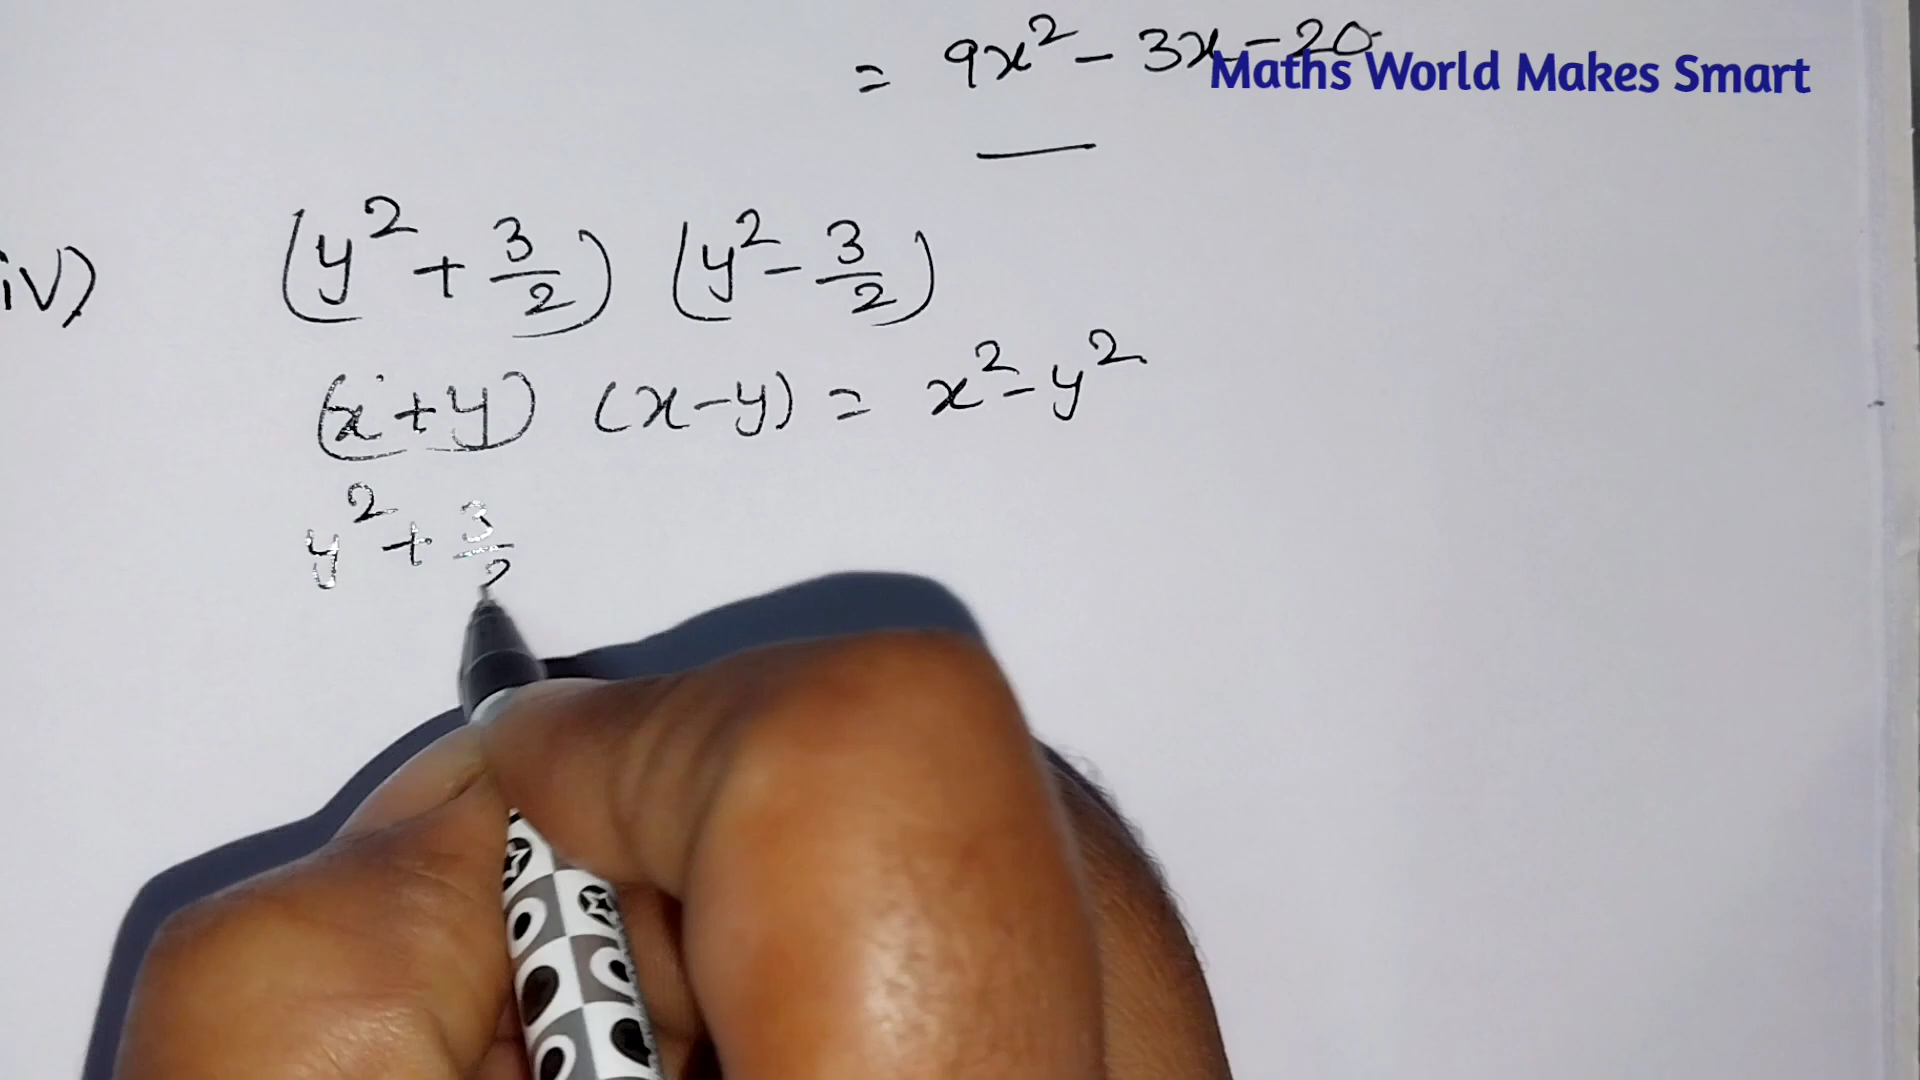 = 9x² - 3x - 20
Maths World Makes Smart
iv) (y² + 3/2) (y² - 3/2)
(x + y) (x - y) = x² - y²
y² + 3/2